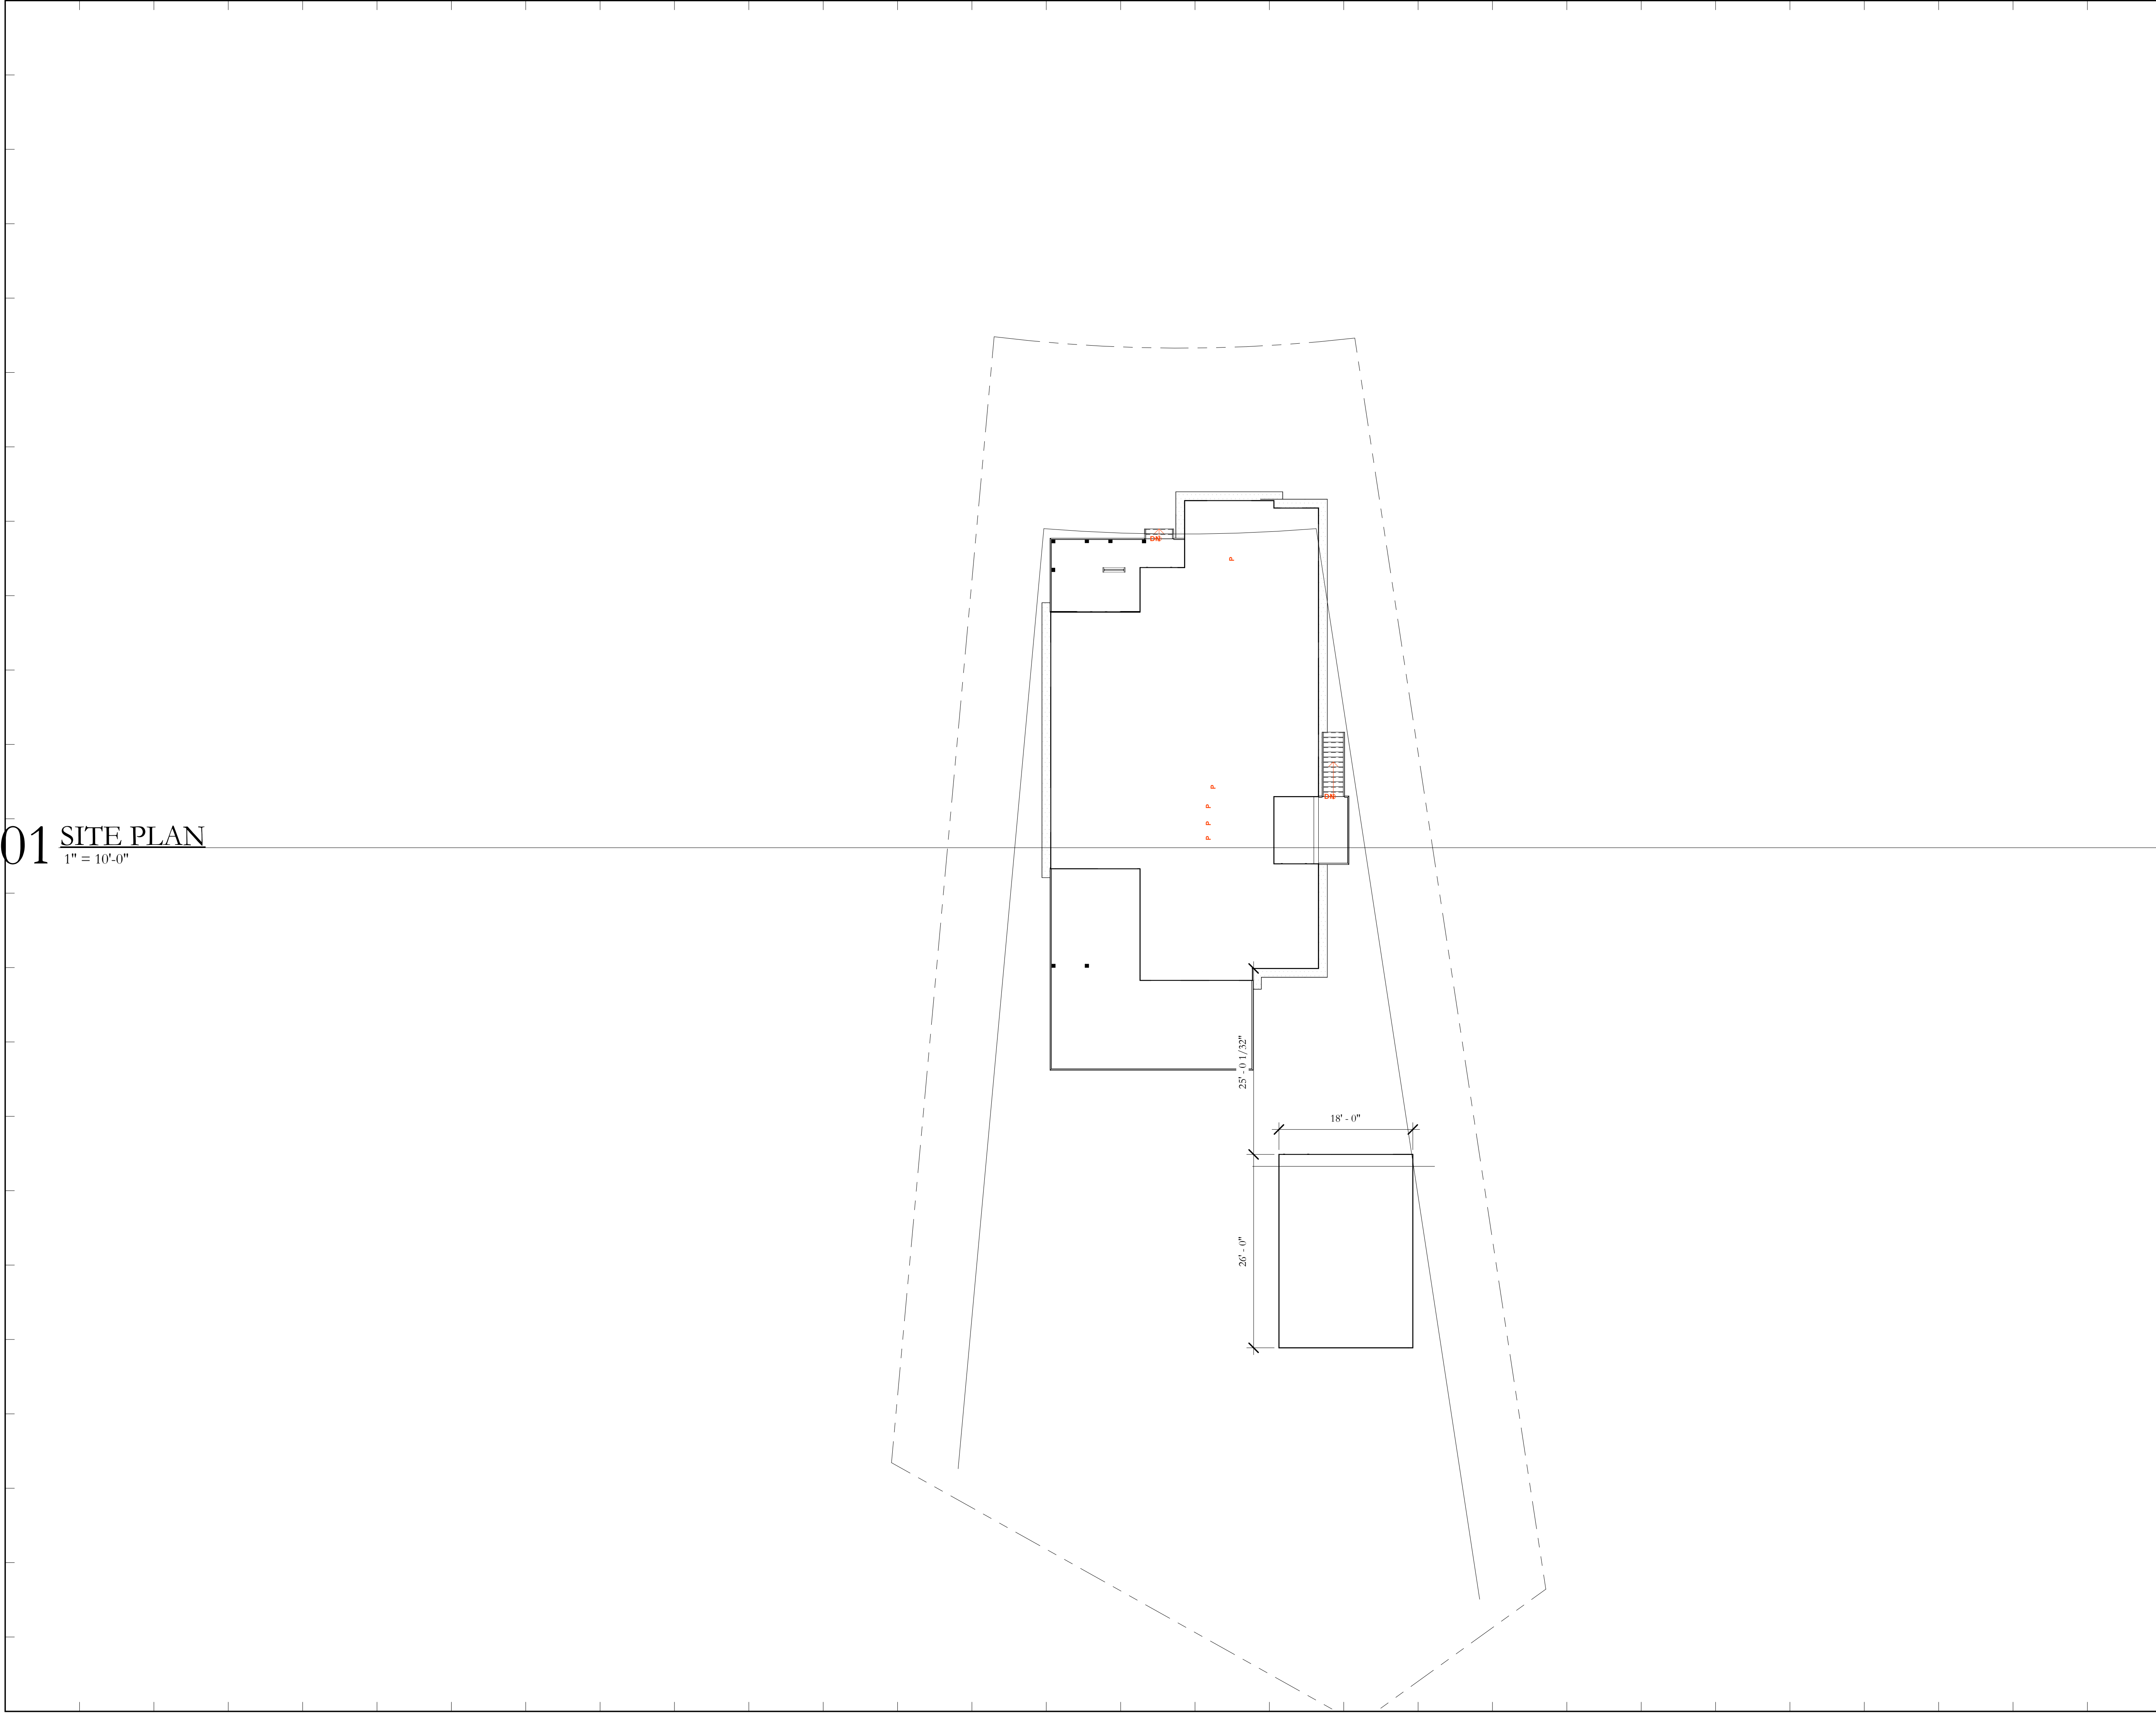 DN
P
P
DN
P
P
P
01 SITE PLAN
1" = 10'-0"
25' - 0 1/32"
18' - 0"
26' - 0"